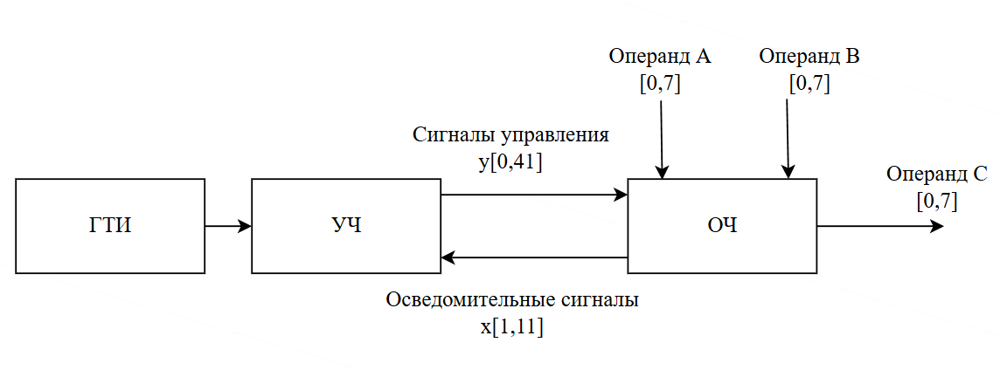 Операнд А
[0,7]
Операнд В
[0,7]
Сигналы управления
y[0,41]
Операнд С
[0,7]
ГТИ
УЧ
ОЧ
Осведомительные сигналы
x[1,11]